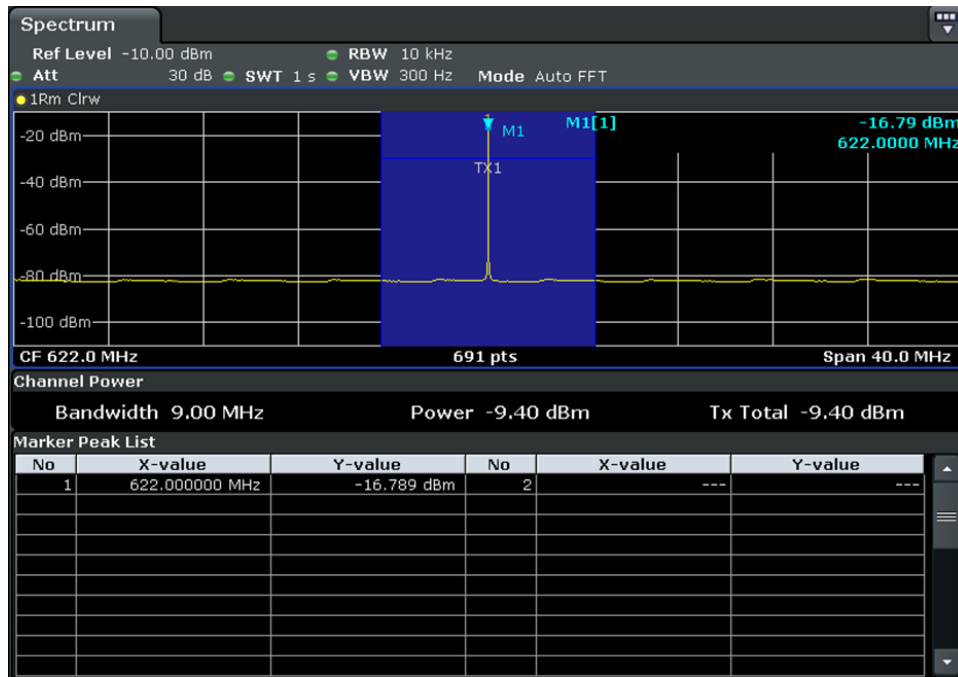 Spectrum
Ref Level -10.00 dBm RBW 10 kHz
Att 30 dB SWT 1 s VBW 300 Hz Mode Auto FFT
1Rm Clrw
M1 M1[1] -16.79 dBm
-20 dBm 622.0000 MHz
TX1
-40 dBm
-60 dBm
-80 dBm
-100 dBm
CF 622.0 MHz 691 pts Span 40.0 MHz
Channel Power
Bandwidth 9.00 MHz Power -9.40 dBm Tx Total -9.40 dBm
Marker Peak List
No X-value Y-value No X-value Y-value
1 622.000000 MHz -16.789 dBm 2 --- ---